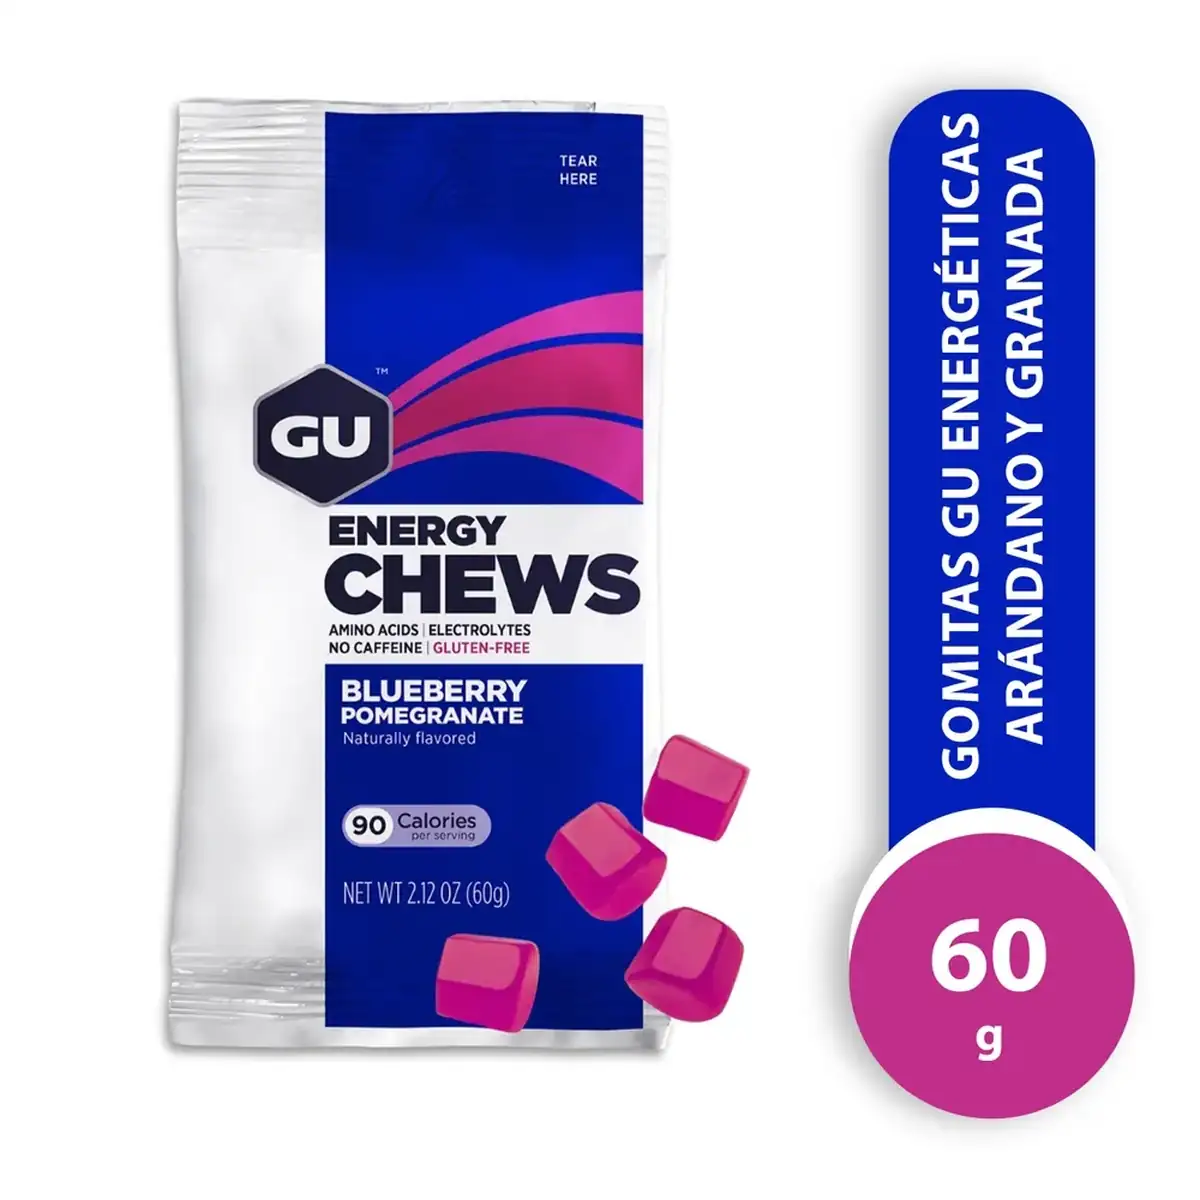 TEAR
HERE
GU
™
ENERGY
CHEWS
AMINO ACIDS | ELECTROLYTES
NO CAFFEINE | GLUTEN-FREE
BLUEBERRY
POMEGRANATE
Naturally flavored
90 Calories
per serving
NET WT 2.12 OZ (60g)
GOMITAS GU ENERGÉTICAS
ARÁNDANO Y GRANADA
60
g